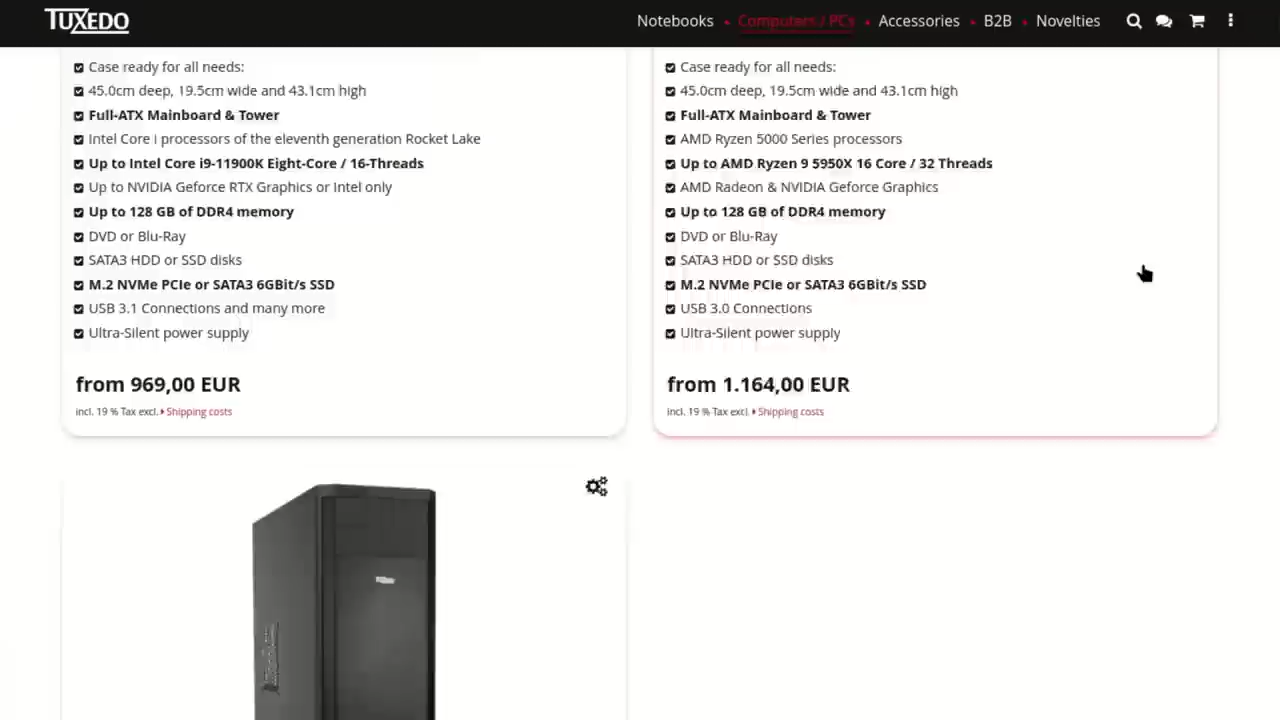 TUXEDO
Notebooks • Computers / PCs • Accessories • B2B • Novelties
Case ready for all needs:
45.0cm deep, 19.5cm wide and 43.1cm high
Full-ATX Mainboard & Tower
Intel Core i processors of the eleventh generation Rocket Lake
Up to Intel Core i9-11900K Eight-Core / 16-Threads
Up to NVIDIA Geforce RTX Graphics or Intel only
Up to 128 GB of DDR4 memory
DVD or Blu-Ray
SATA3 HDD or SSD disks
M.2 NVMe PCIe or SATA3 6GBit/s SSD
USB 3.1 Connections and many more
Ultra-Silent power supply
from 969,00 EUR
incl. 19 % Tax excl. Shipping costs
Case ready for all needs:
45.0cm deep, 19.5cm wide and 43.1cm high
Full-ATX Mainboard & Tower
AMD Ryzen 5000 Series processors
Up to AMD Ryzen 9 5950X 16 Core / 32 Threads
AMD Radeon & NVIDIA Geforce Graphics
Up to 128 GB of DDR4 memory
DVD or Blu-Ray
SATA3 HDD or SSD disks
M.2 NVMe PCIe or SATA3 6GBit/s SSD
USB 3.0 Connections
Ultra-Silent power supply
from 1.164,00 EUR
incl. 19 % Tax excl. Shipping costs